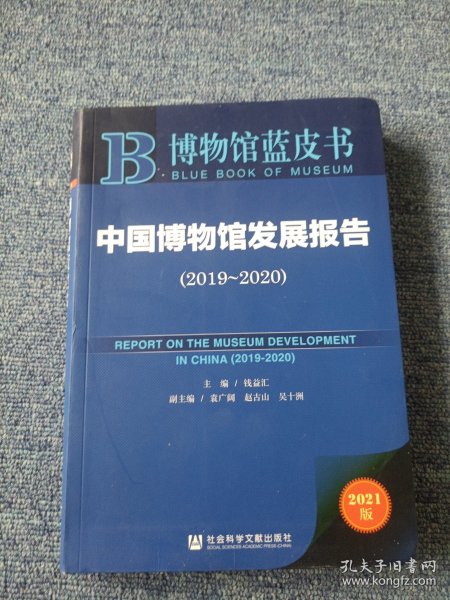 B 博物馆蓝皮书
BLUE BOOK OF MUSEUM
中国博物馆发展报告
(2019~2020)
REPORT ON THE MUSEUM DEVELOPMENT
IN CHINA (2019-2020)
主 编 / 钱益汇
副主编 / 袁广阔 赵古山 吴十洲
2021
版
社会科学文献出版社
SOCIAL SCIENCES ACADEMIC PRESS (CHINA)
孔夫子旧书网
www.kongfz.com